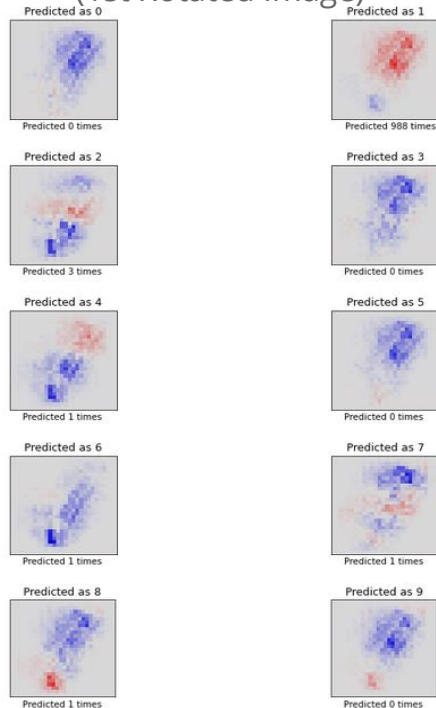 (Yet Rotated Image)
Predicted as 0
Predicted as 1
Predicted 0 times
Predicted 988 times
Predicted as 2
Predicted as 3
Predicted 3 times
Predicted 0 times
Predicted as 4
Predicted as 5
Predicted 1 times
Predicted 0 times
Predicted as 6
Predicted as 7
Predicted 1 times
Predicted 1 times
Predicted as 8
Predicted as 9
Predicted 1 times
Predicted 0 times